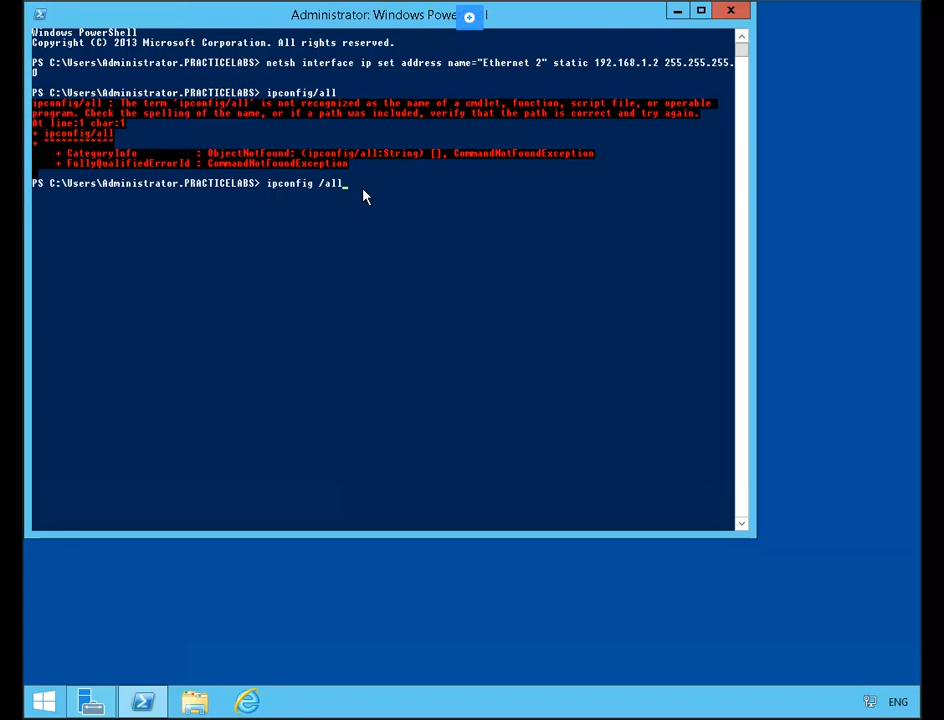 Administrator: Windows Powe l
Windows PowerShell
Copyright (C) 2013 Microsoft Corporation. All rights reserved.
PS C:\Users\Administrator.PRACTICELABS> netsh interface ip set address name="Ethernet 2" static 192.168.1.2 255.255.255.
0
PS C:\Users\Administrator.PRACTICELABS> ipconfig/all
ipconfig/all : The term 'ipconfig/all' is not recognized as the name of a cmdlet, function, script file, or operable
program. Check the spelling of the name, or if a path was included, verify that the path is correct and try again.
At line:1 char:1
+ ipconfig/all
+ ~~~~~~~~~~~~
+ CategoryInfo : ObjectNotFound: (ipconfig/all:String) [], CommandNotFoundException
+ FullyQualifiedErrorId : CommandNotFoundException
PS C:\Users\Administrator.PRACTICELABS> ipconfig /all_
ENG